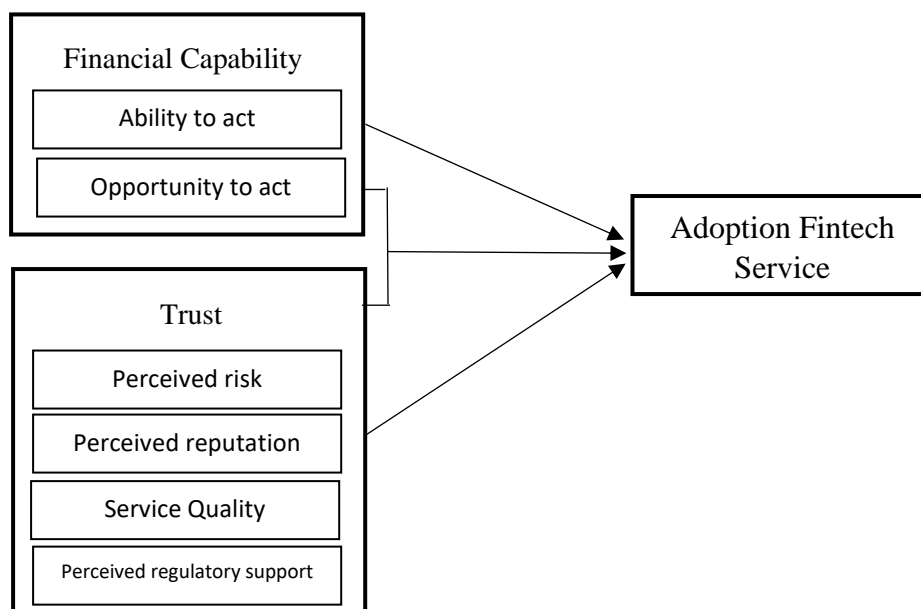 Financial Capability
Ability to act
Opportunity to act
Adoption Fintech
Service
Trust
Perceived risk
Perceived reputation
Service Quality
Perceived regulatory support